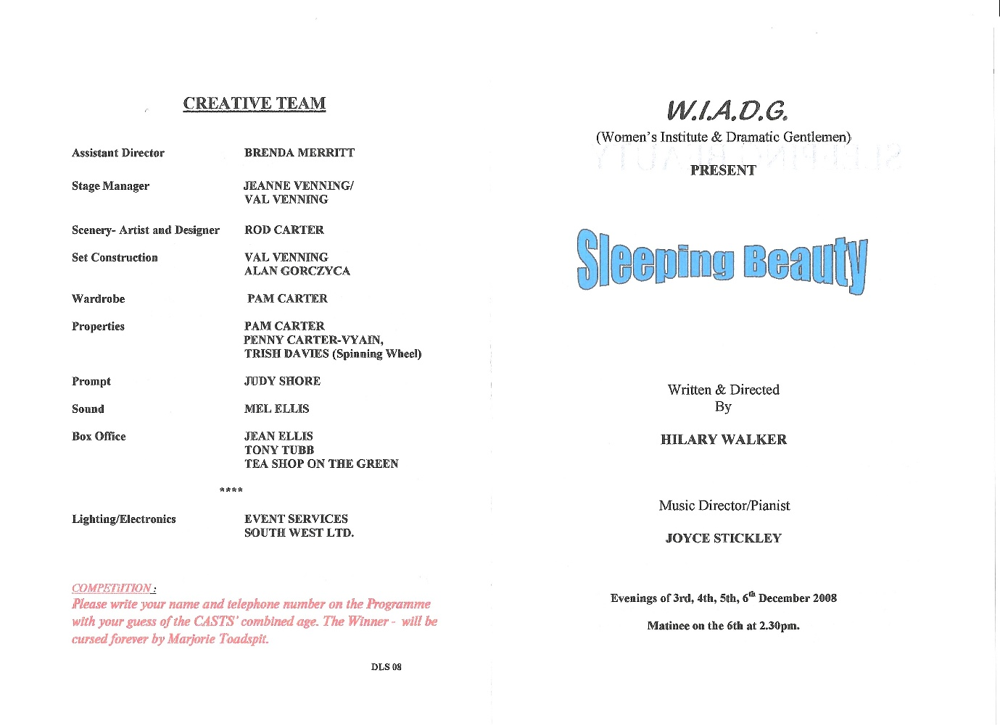 CREATIVE TEAM
Assistant Director BRENDA MERRITT
Stage Manager JEANNE VENNING/
VAL VENNING
Scenery- Artist and Designer ROD CARTER
Set Construction VAL VENNING
ALAN GORCZYCA
Wardrobe PAM CARTER
Properties PAM CARTER
PENNY CARTER-VYAIN,
TRISH DAVIES (Spinning Wheel)
Prompt JUDY SHORE
Sound MEL ELLIS
Box Office JEAN ELLIS
TONY TUBB
TEA SHOP ON THE GREEN
****
Lighting/Electronics EVENT SERVICES
SOUTH WEST LTD.
COMPETiTION :
Please write your name and telephone number on the Programme
with your guess of the CASTS' combined age. The Winner - will be
cursed forever by Marjorie Toadspit.
DLS 08
W.I.A.D.G.
(Women's Institute & Dramatic Gentlemen)
SLEEPING BEAUTY
PRESENT
Sleeping Beauty
Written & Directed
By
HILARY WALKER
Music Director/Pianist
JOYCE STICKLEY
Evenings of 3rd, 4th, 5th, 6th December 2008
Matinee on the 6th at 2.30pm.